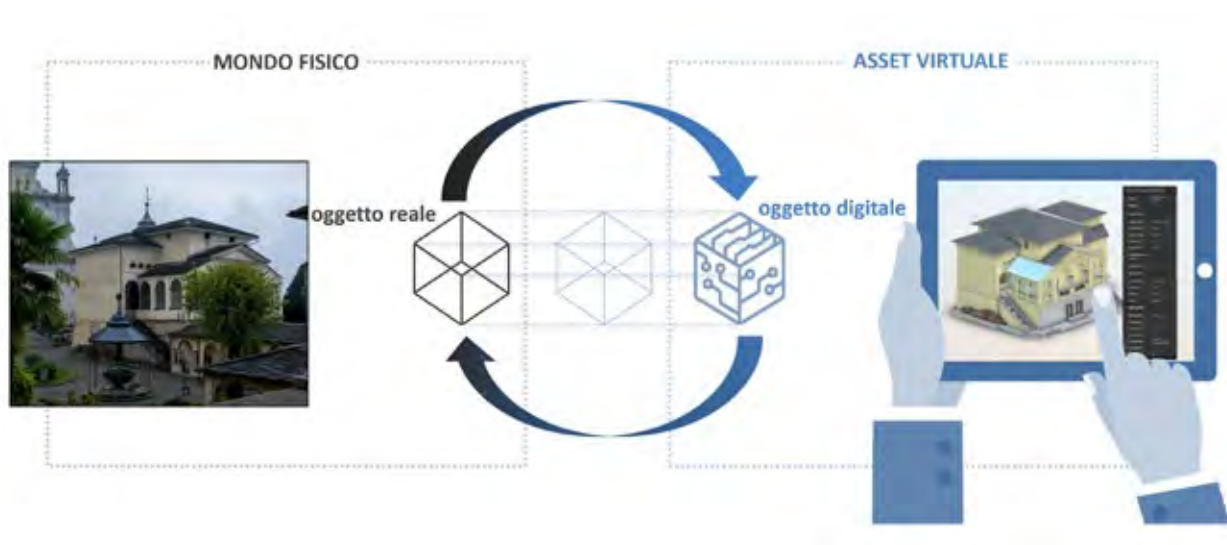 MONDO FISICO
ASSET VIRTUALE
oggetto reale
oggetto digitale